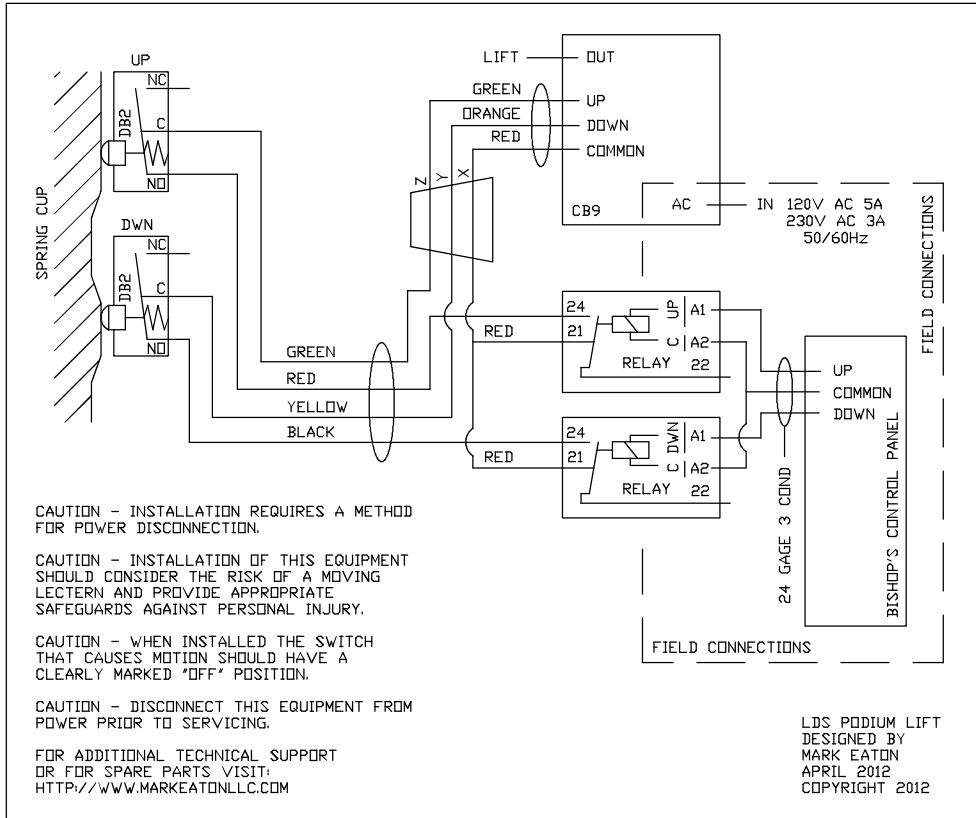 UP
NC
DB2
C
NO
SPRING CUP
DWN
NC
DB2
C
NO
LIFT
OUT
GREEN
UP
ORANGE
DOWN
RED
COMMON
CB9
Z
Y
X
AC
IN 120V AC 5A
230V AC 3A
50/60Hz
FIELD CONNECTIONS
GREEN
RED
YELLOW
BLACK
24
21
RED
C UP
A1
A2
RELAY 22
24
21
RED
C DWN
A1
A2
RELAY 22
UP
COMMON
DOWN
24 GAGE 3 COND
BISHOP'S CONTROL PANEL
FIELD CONNECTIONS
CAUTION - INSTALLATION REQUIRES A METHOD
FOR POWER DISCONNECTION.
CAUTION - INSTALLATION OF THIS EQUIPMENT
SHOULD CONSIDER THE RISK OF A MOVING
LECTERN AND PROVIDE APPROPRIATE
SAFEGUARDS AGAINST PERSONAL INJURY.
CAUTION - WHEN INSTALLED THE SWITCH
THAT CAUSES MOTION SHOULD HAVE A
CLEARLY MARKED "OFF" POSITION.
CAUTION - DISCONNECT THIS EQUIPMENT FROM
POWER PRIOR TO SERVICING.
FOR ADDITIONAL TECHNICAL SUPPORT
OR FOR SPARE PARTS VISIT:
HTTP://WWW.MARKEATONLLC.COM
LDS PODIUM LIFT
DESIGNED BY
MARK EATON
APRIL 2012
COPYRIGHT 2012